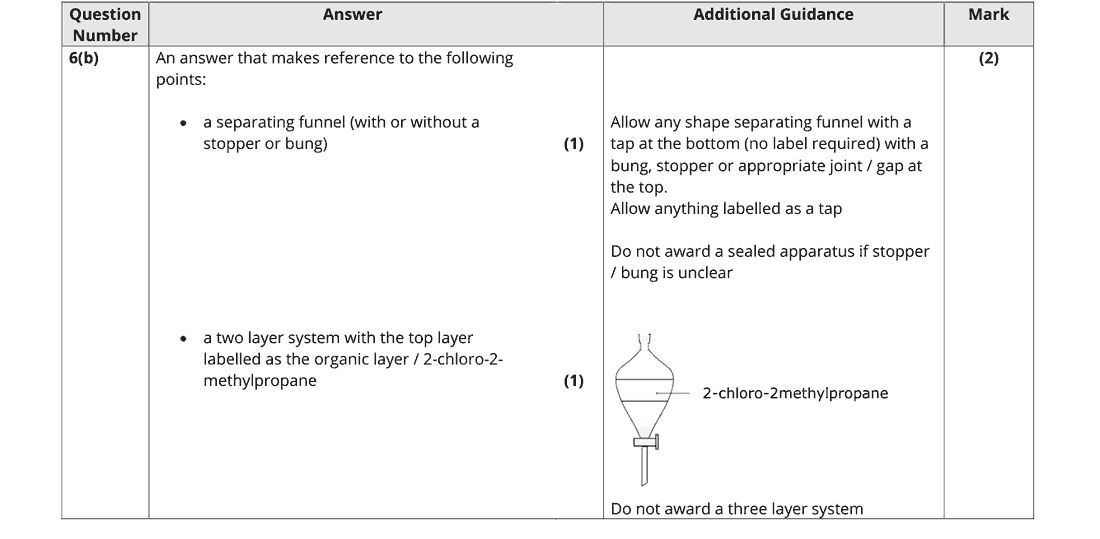 Question Number
Answer
Additional Guidance
Mark
6(b)
An answer that makes reference to the following
points:
(2)
• a separating funnel (with or without a
stopper or bung)
(1)
Allow any shape separating funnel with a
tap at the bottom (no label required) with a
bung, stopper or appropriate joint / gap at
the top.
Allow anything labelled as a tap
Do not award a sealed apparatus if stopper
/ bung is unclear
• a two layer system with the top layer
labelled as the organic layer / 2-chloro-2-
methylpropane
(1)
2-chloro-2methylpropane
Do not award a three layer system